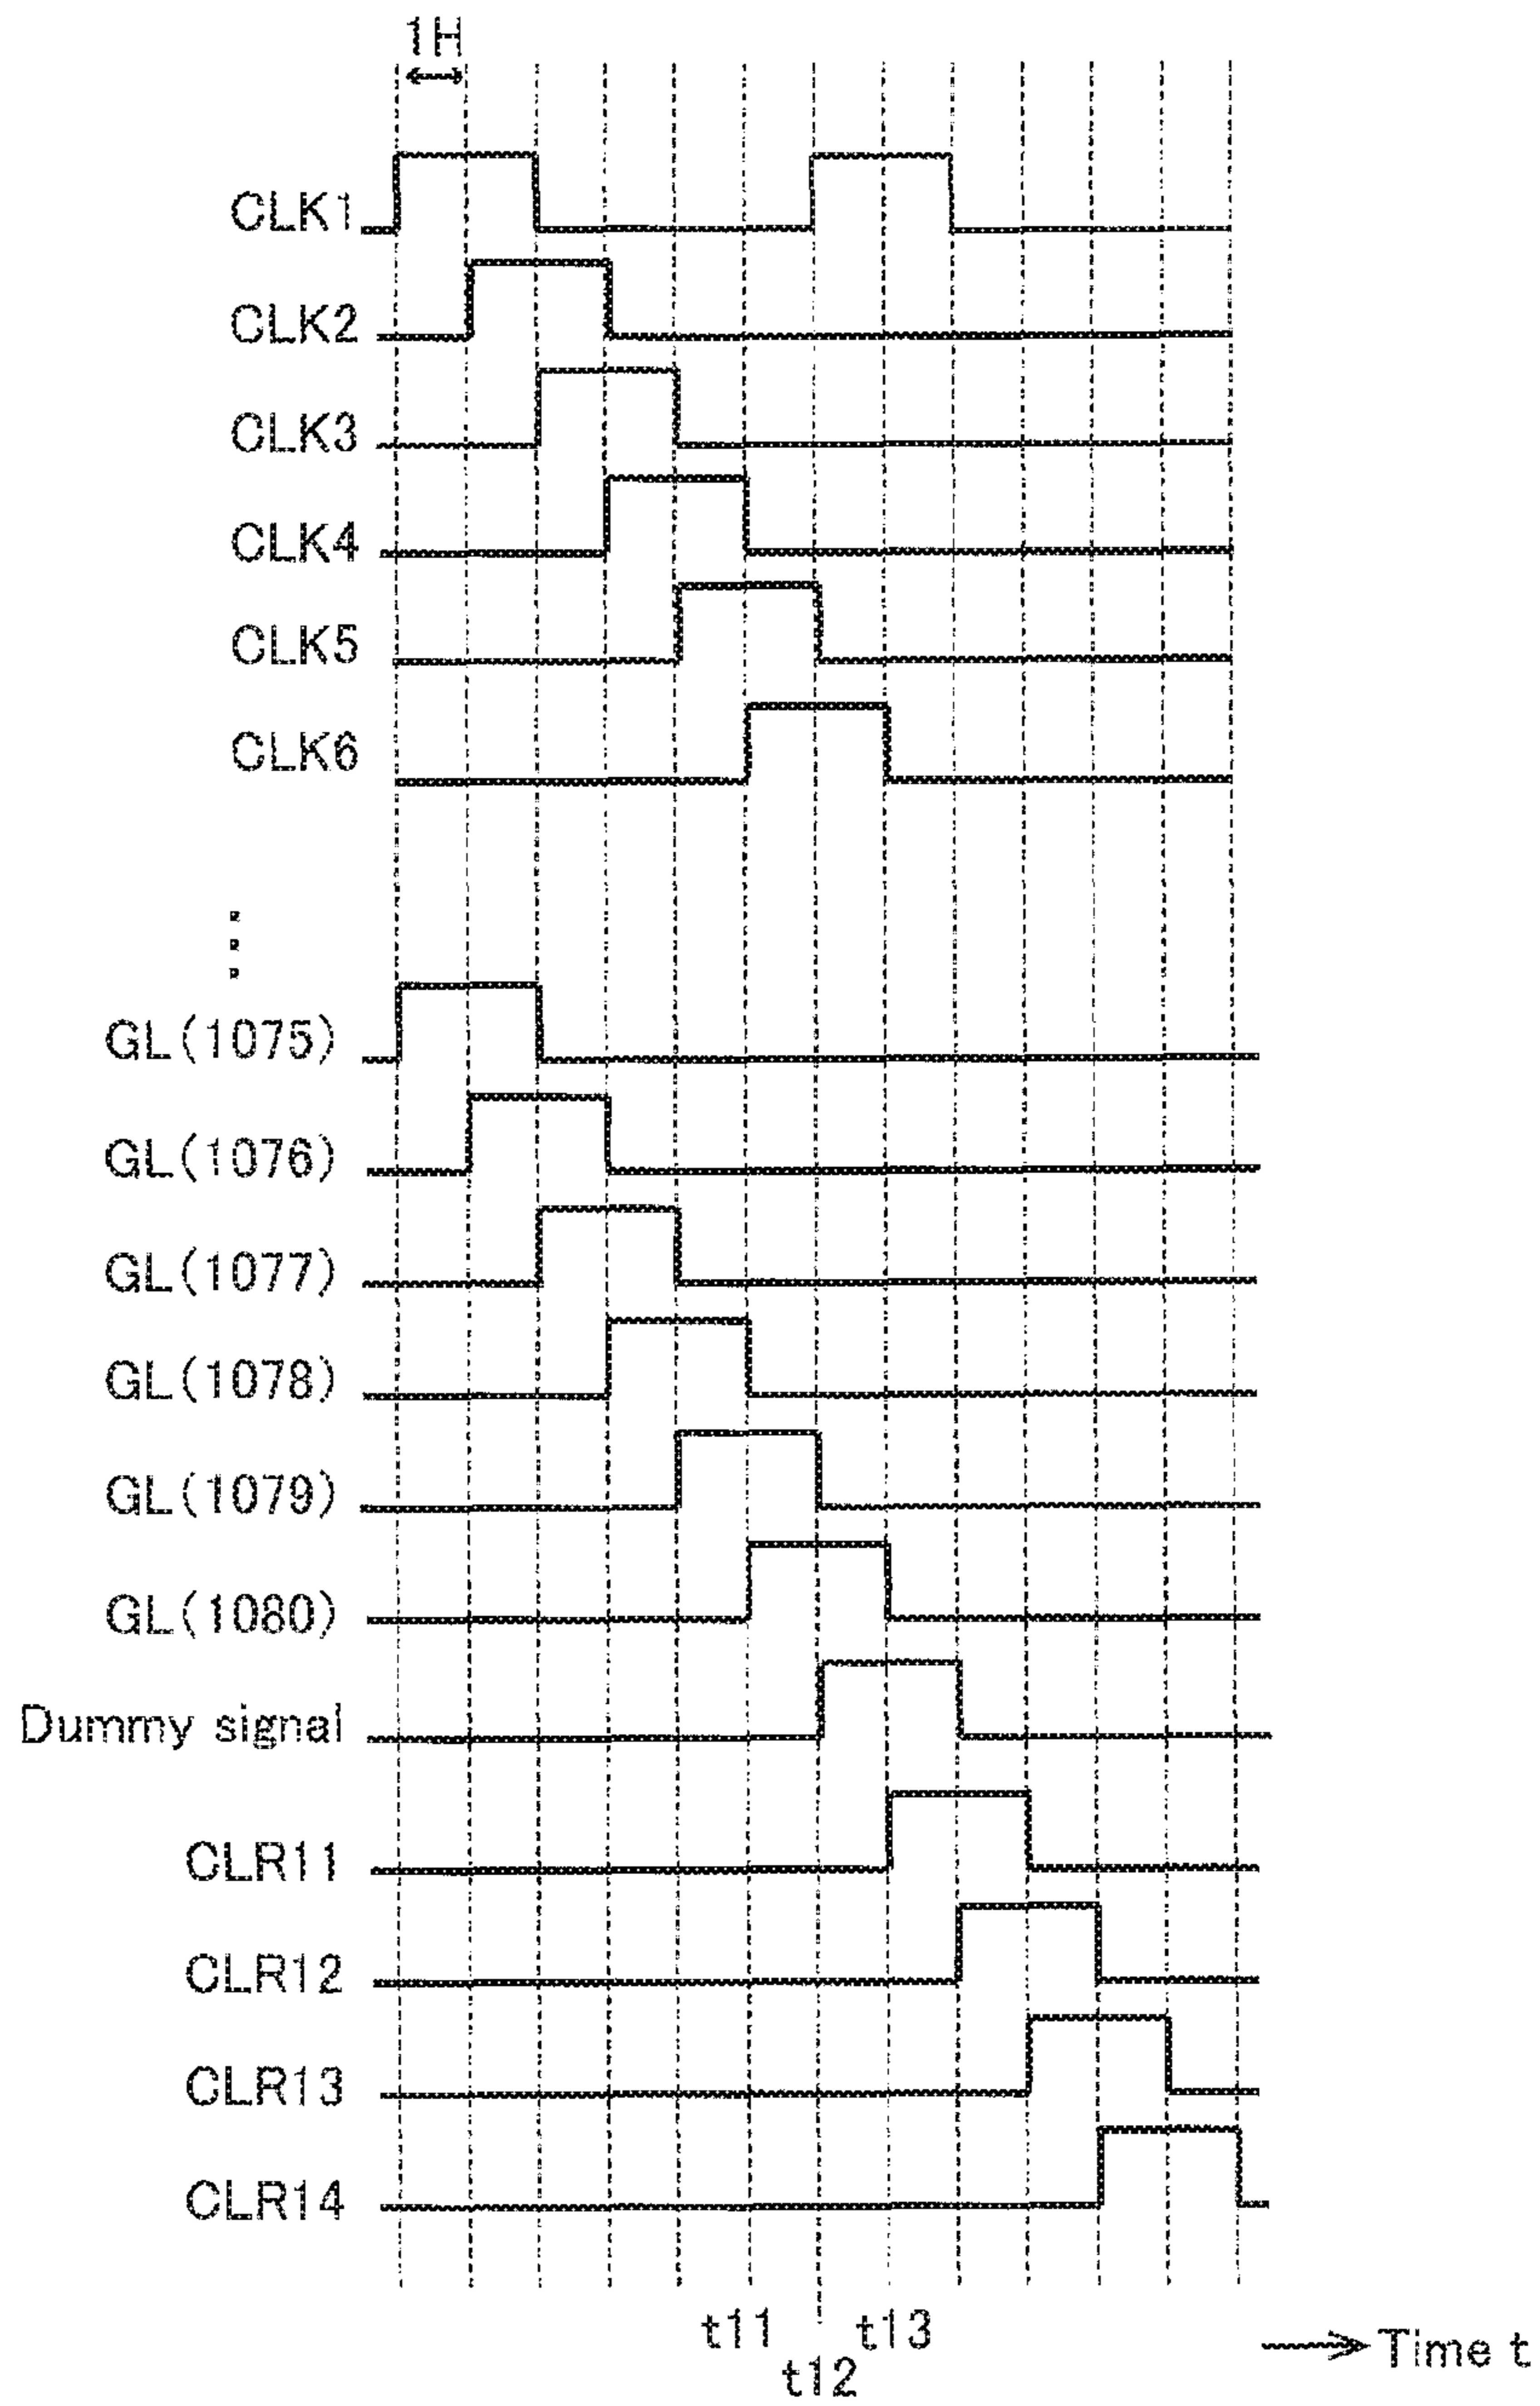 1H
CLK1
CLK2
CLK3
CLK4
CLK5
CLK6
GL(1075)
GL(1076)
GL(1077)
GL(1078)
GL(1079)
GL(1080)
Dummy signal
CLR11
CLR12
CLR13
CLR14
t11
t12
t13
Time t